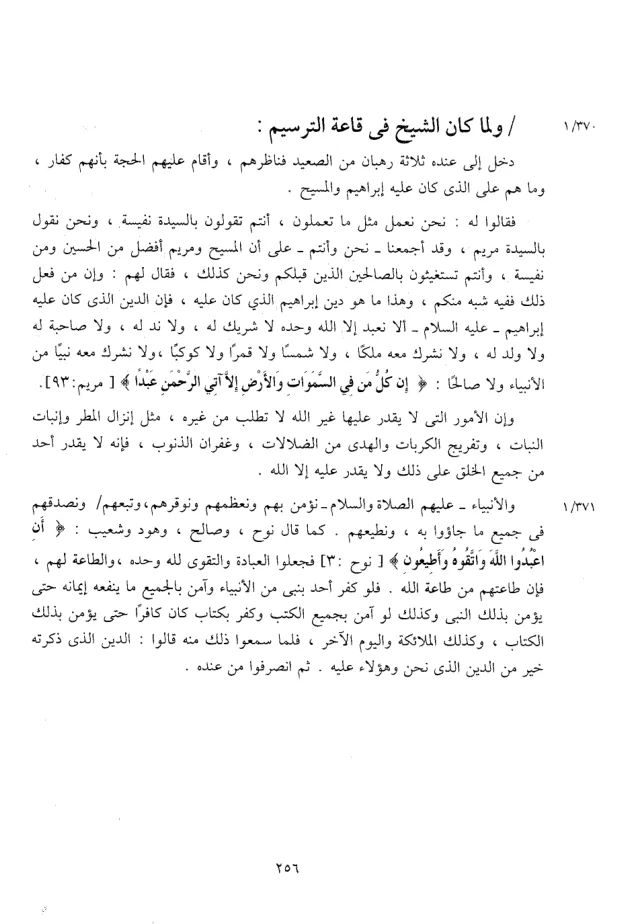 ١/٣٧٠ / ولما كان الشيخ فى قاعة الترسيم :
دخل إلى عنده ثلاثة رهبان من الصعيد فناظرهم ، وأقام عليهم الحجة بأنهم كفار ،
وما هم على الذى كان عليه إبراهيم والمسيح .
فقالوا له : نحن نعمل مثل ما تعملون ، أنتم تقولون بالسيدة نفيسة ، ونحن نقول
بالسيدة مريم ، وقد أجمعنا ـ نحن وأنتم ـ على أن المسيح ومريم أفضل من الحسين ومن
نفيسة ، وأنتم تستغيثون بالصالحين الذين قبلكم ونحن كذلك ، فقال لهم : وإن من فعل
ذلك ففيه شبه منكم ، وهذا ما هو دين إبراهيم الذي كان عليه ، فإن الدين الذى كان عليه
إبراهيم ـ عليه السلام ـ ألا نعبد إلا الله وحده لا شريك له ، ولا ند له ، ولا صاحبة له
ولا ولد له ، ولا نشرك معه ملكًا ، ولا شمسًا ولا قمرًا ولا كوكبًا ،ولا نشرك معه نبيًا من
الأنبياء ولا صالحًا : ﴿ إِن كُلُّ مَن فِي السَّمَوَاتِ وَالأَرْضِ إِلاَّ آتِي الرَّحْمَنِ عَبْدًا ﴾ [ مريم:٩٣].
وإن الأمور التى لا يقدر عليها غير الله لا تطلب من غيره ، مثل إنزال المطر وإنبات
النبات ، وتفريج الكربات والهدى من الضلالات ، وغفران الذنوب ، فإنه لا يقدر أحد
من جميع الخلق على ذلك ولا يقدر عليه إلا الله .
١/٣٧١ والأنبياء ـ عليهم الصلاة والسلام ـ نؤمن بهم ونعظمهم ونوقرهم،ونتبعهم/ ونصدقهم
فى جميع ما جاؤوا به ، ونطيعهم . كما قال نوح ، وصالح ، وهود وشعيب : ﴿ أَنِ
اعْبُدُوا اللَّهَ وَاتَّقُوهُ وَأَطِيعُونِ ﴾ [ نوح :٣] فجعلوا العبادة والتقوى لله وحده ،والطاعة لهم ،
فإن طاعتهم من طاعة الله . فلو كفر أحد بنبى من الأنبياء وآمن بالجميع ما ينفعه إيمانه حتى
يؤمن بذلك النبى وكذلك لو آمن بجميع الكتب وكفر بكتاب كان كافرًا حتى يؤمن بذلك
الكتاب ، وكذلك الملائكة واليوم الآخر ، فلما سمعوا ذلك منه قالوا : الدين الذى ذكرته
خير من الدين الذى نحن وهؤلاء عليه . ثم انصرفوا من عنده .
٢٥٦